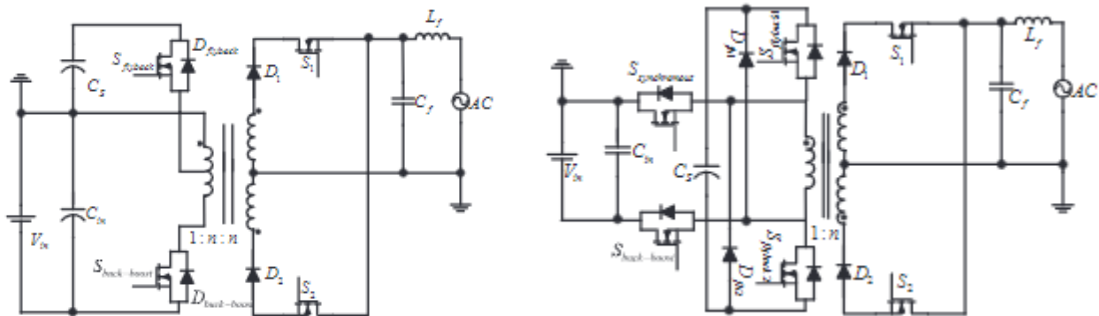 L_f
D_flyback
S_flyback
C_s
D_1
S_1
C_f
AC
C_in
V_in
1:n:n
S_buck-boost
D_buck-boost
D_2
S_2
S_synchronous
C_in
V_in
C_s
S_buck-boost
1:n
D_1
S_1
L_f
C_f
AC
D_2
S_2